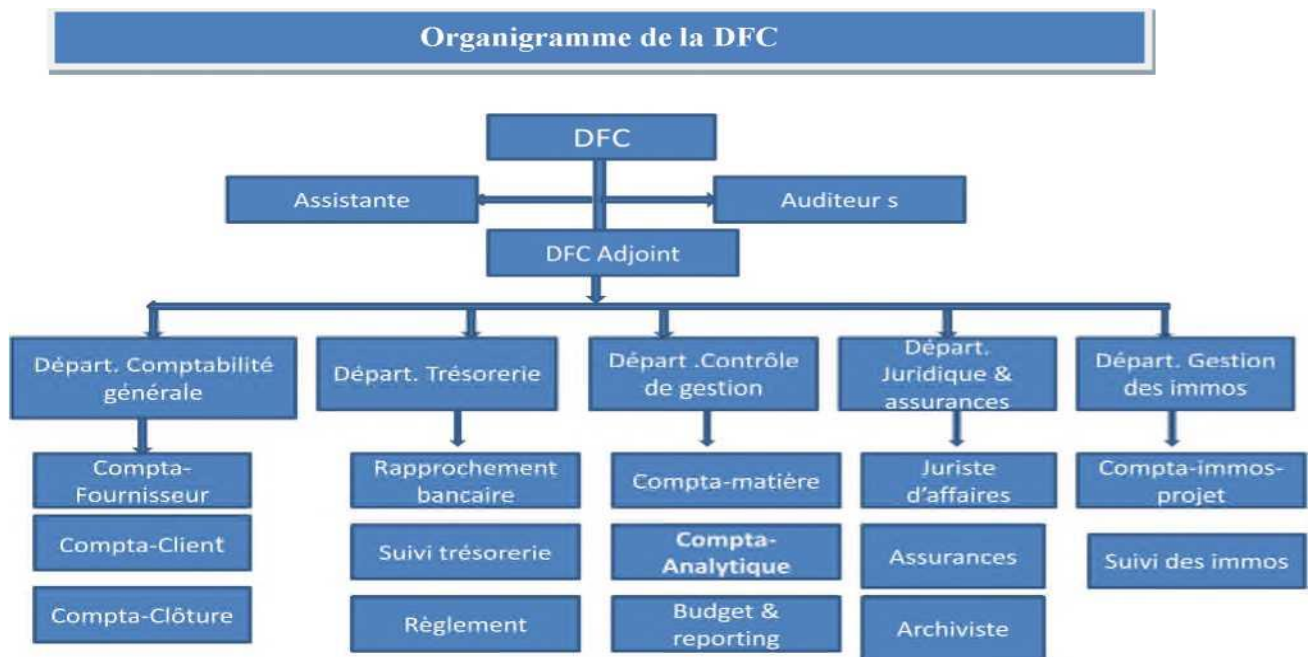 Organigramme de la DFC
DFC
Assistante
Auditeur s
DFC Adjoint
Départ. Comptabilité
générale
Départ. Trésorerie
Départ .Contrôle
de gestion
Départ.
Juridique &
assurances
Départ. Gestion
des immos
Compta-
Fournisseur
Rapprochement
bancaire
Compta-matière
Juriste
d'affaires
Compta-immos-
projet
Compta-Client
Suivi trésorerie
Compta-
Analytique
Assurances
Suivi des immos
Compta-Clôture
Règlement
Budget &
reporting
Archiviste